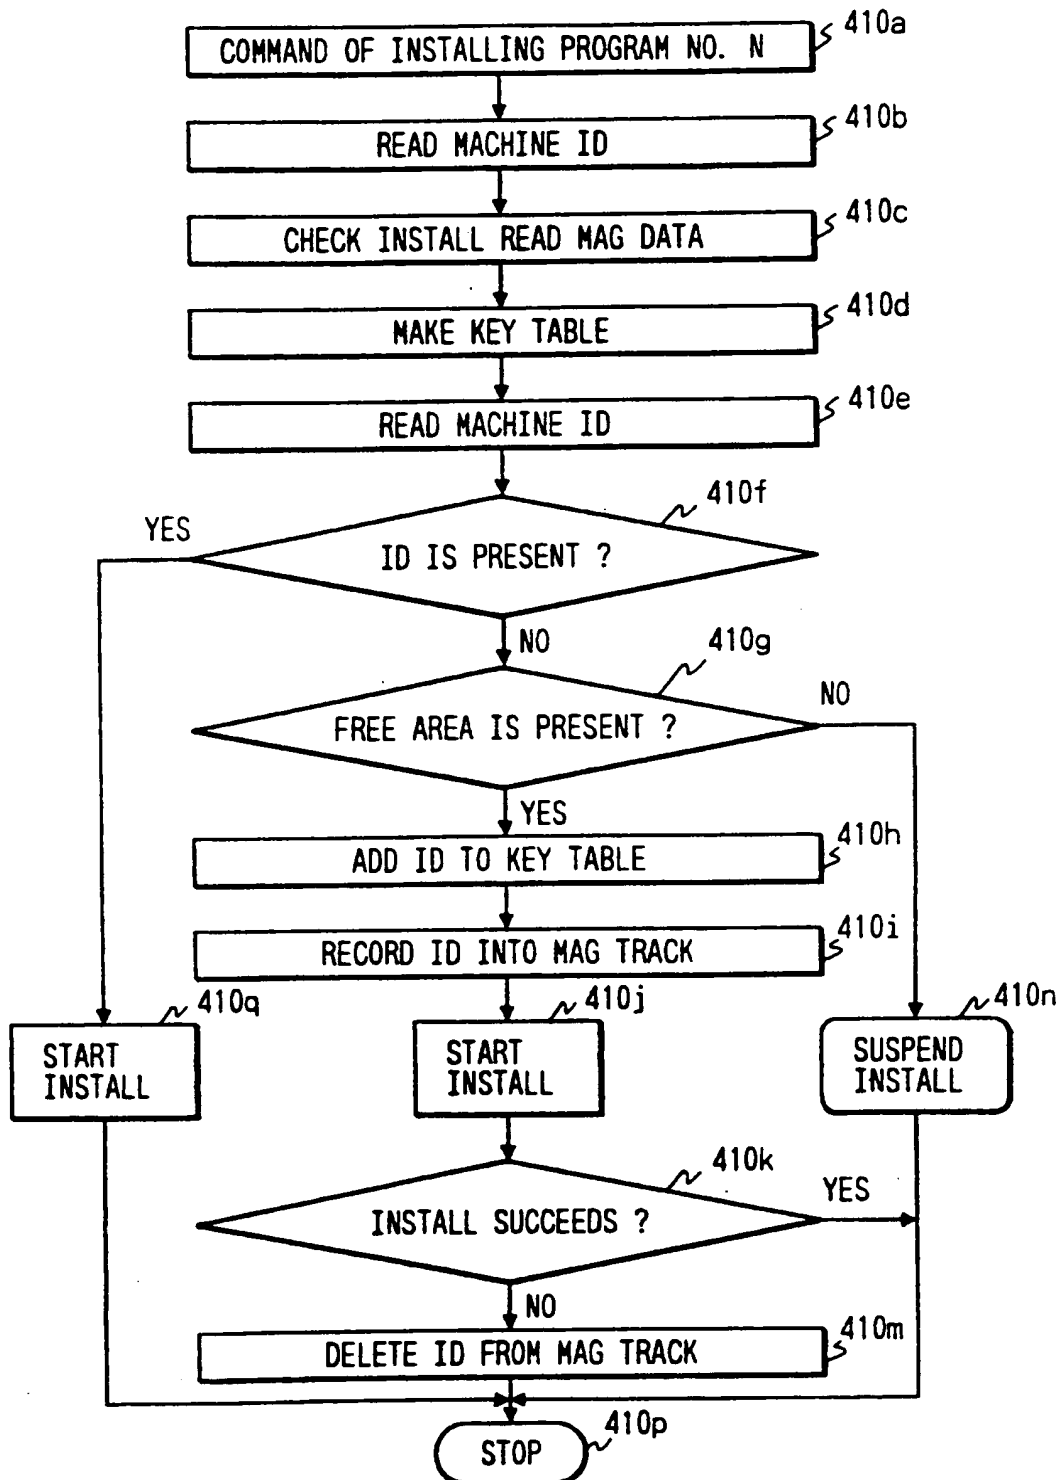 410a
COMMAND OF INSTALLING PROGRAM NO. N
410b
READ MACHINE ID
410c
CHECK INSTALL READ MAG DATA
410d
MAKE KEY TABLE
410e
READ MACHINE ID
410f
YES
ID IS PRESENT ?
NO
410g
NO
FREE AREA IS PRESENT ?
YES
410h
ADD ID TO KEY TABLE
410i
RECORD ID INTO MAG TRACK
410q
410j
410n
START
INSTALL
START
INSTALL
SUSPEND
INSTALL
410k
YES
INSTALL SUCCEEDS ?
NO
410m
DELETE ID FROM MAG TRACK
410p
STOP